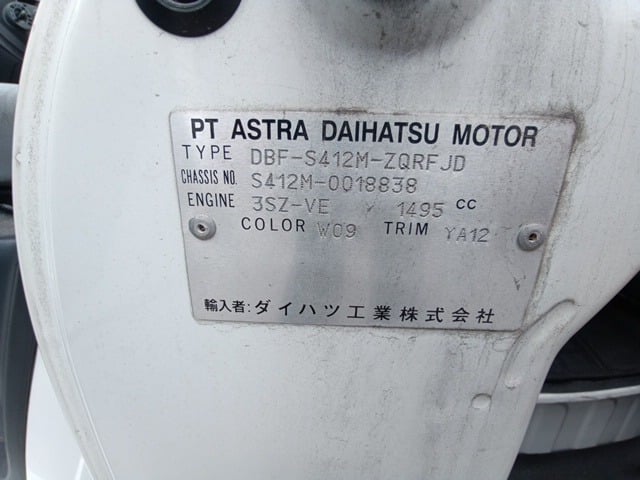 PT ASTRA DAIHATSU MOTOR
TYPE DBF-S412M-ZQRFJD
CHASSIS NO. S412M-0018838
ENGINE 3SZ-VE 1495 CC
COLOR W09 TRIM YA12
輸入者: ダイハツ工業株式会社